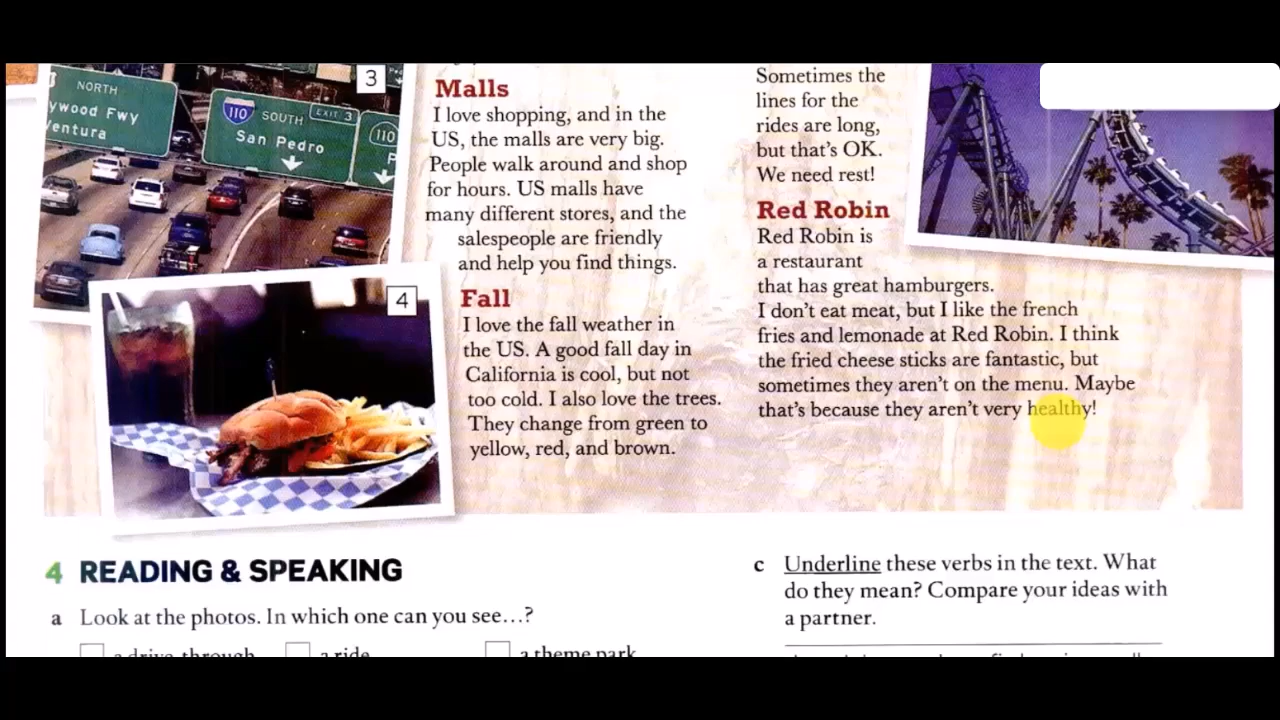 3
NORTH
ywood Fwy
Ventura
110
SOUTH
EXIT 3
San Pedro
110
P
4
Malls
I love shopping, and in the
US, the malls are very big.
People walk around and shop
for hours. US malls have
many different stores, and the
salespeople are friendly
and help you find things.
Fall
I love the fall weather in
the US. A good fall day in
California is cool, but not
too cold. I also love the trees.
They change from green to
yellow, red, and brown.
Sometimes the
lines for the
rides are long,
but that's OK.
We need rest!
Red Robin
Red Robin is
a restaurant
that has great hamburgers.
I don't eat meat, but I like the french
fries and lemonade at Red Robin. I think
the fried cheese sticks are fantastic, but
sometimes they aren't on the menu. Maybe
that's because they aren't very healthy!
4 READING & SPEAKING
a Look at the photos. In which one can you see…?
a drive-through a ride a theme park
c Underline these verbs in the text. What
do they mean? Compare your ideas with
a partner.